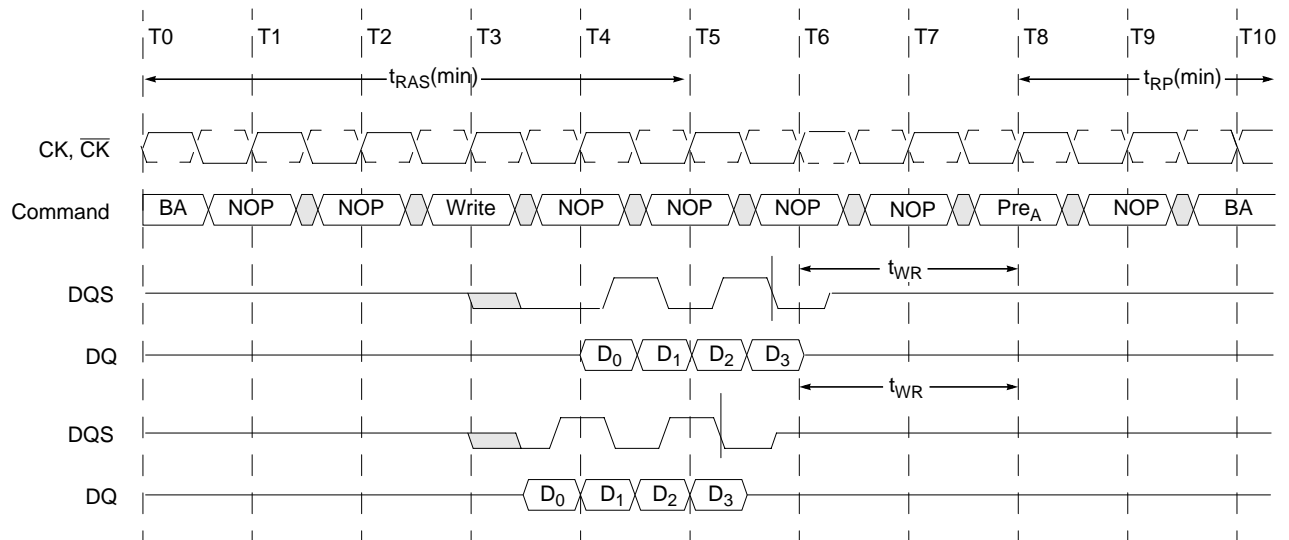 T0 T1 T2 T3 T4 T5 T6 T7 T8 T9 T10
tRAS(min) tRP(min)
CK, CK
Command BA NOP NOP Write NOP NOP NOP NOP PreA NOP BA
tWR
DQS
DQ D0 D1 D2 D3
tWR
DQS
DQ D0 D1 D2 D3